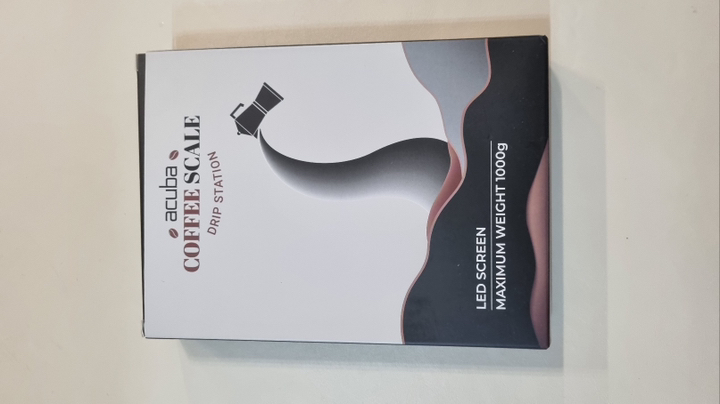 acuba
COFFEE SCALE
DRIP STATION
LED SCREEN
MAXIMUM WEIGHT 1000g